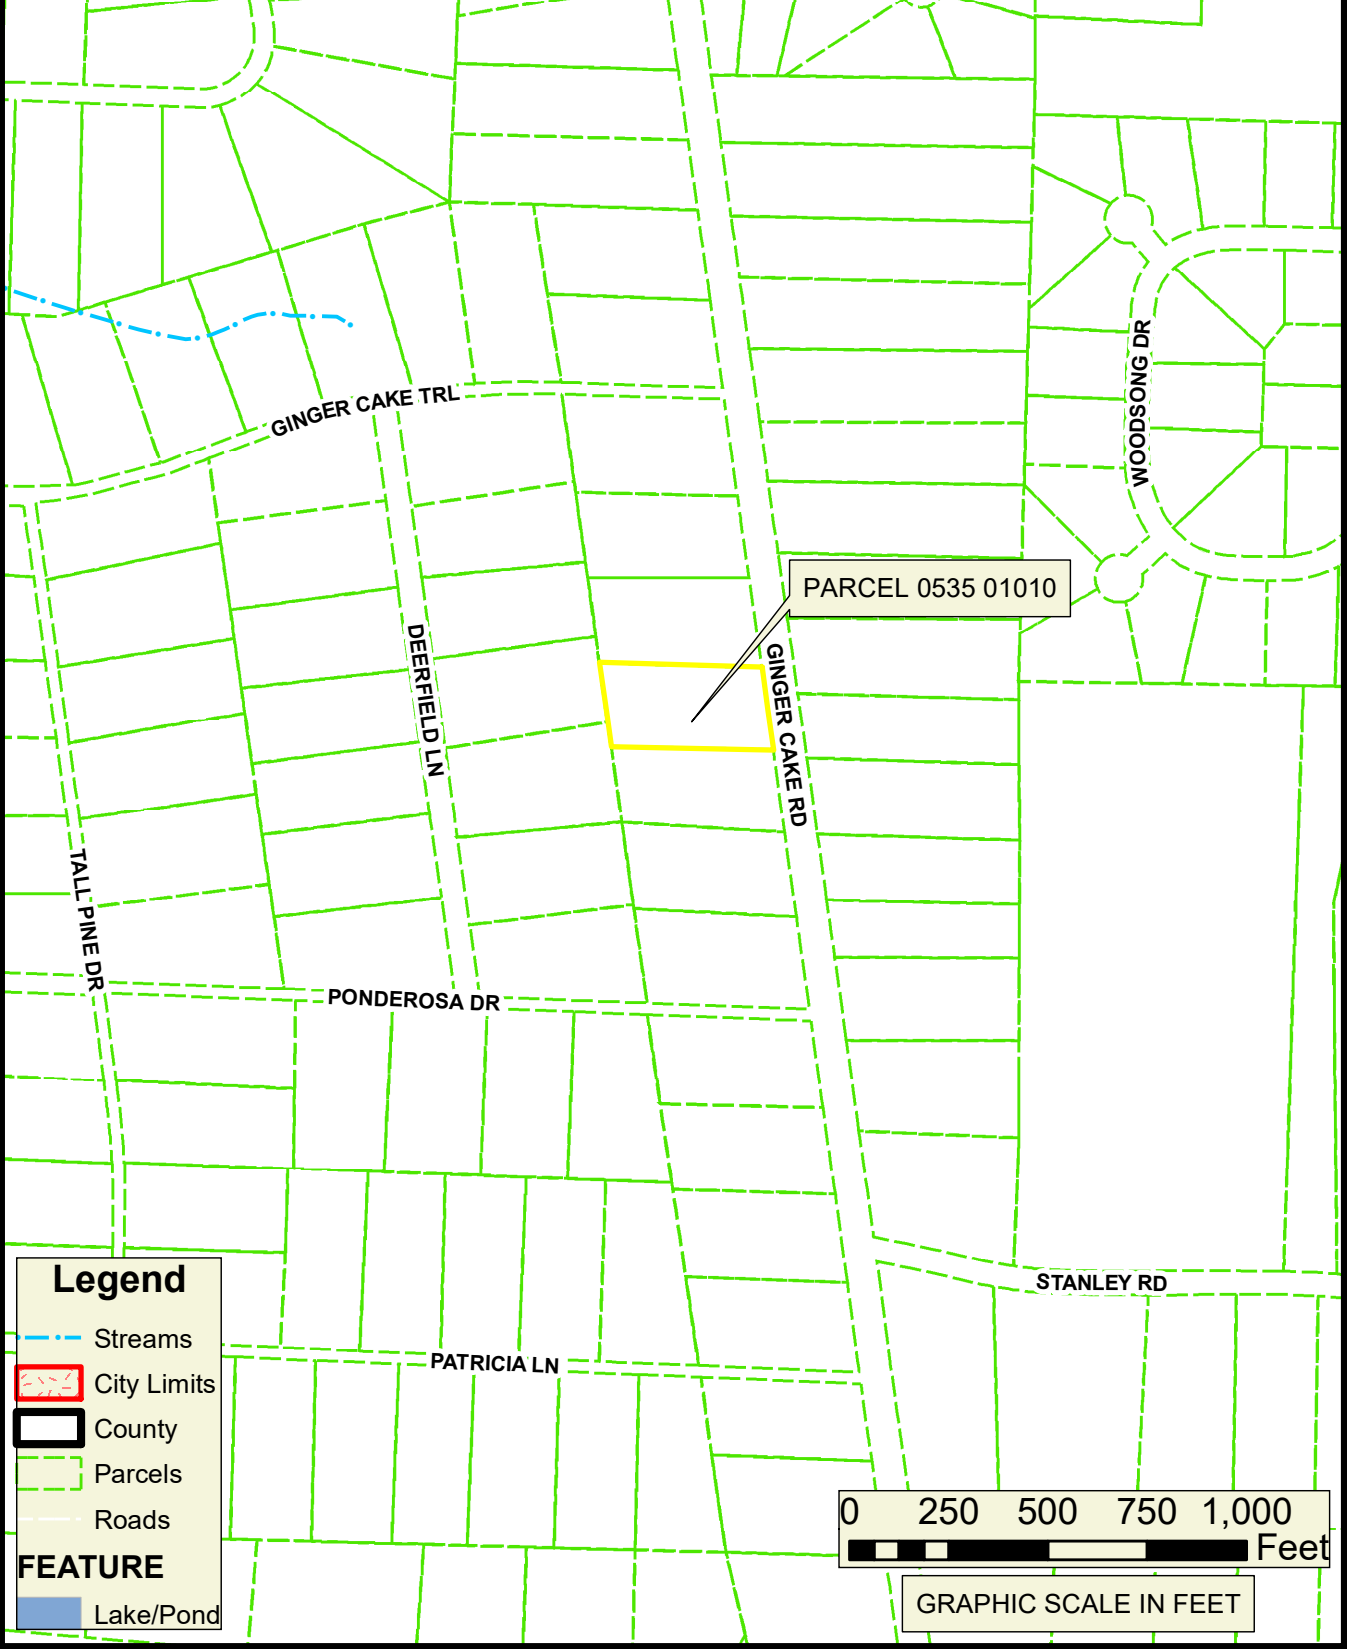 GINGER CAKE TRL
WOODSONG DR
PARCEL 0535 01010
DEERFIELD LN
GINGER CAKE RD
TALL PINE DR
PONDEROSA DR
STANLEY RD
PATRICIA LN
Legend
Streams
City Limits
County
Parcels
Roads
FEATURE
Lake/Pond
0 250 500 750 1,000
Feet
GRAPHIC SCALE IN FEET